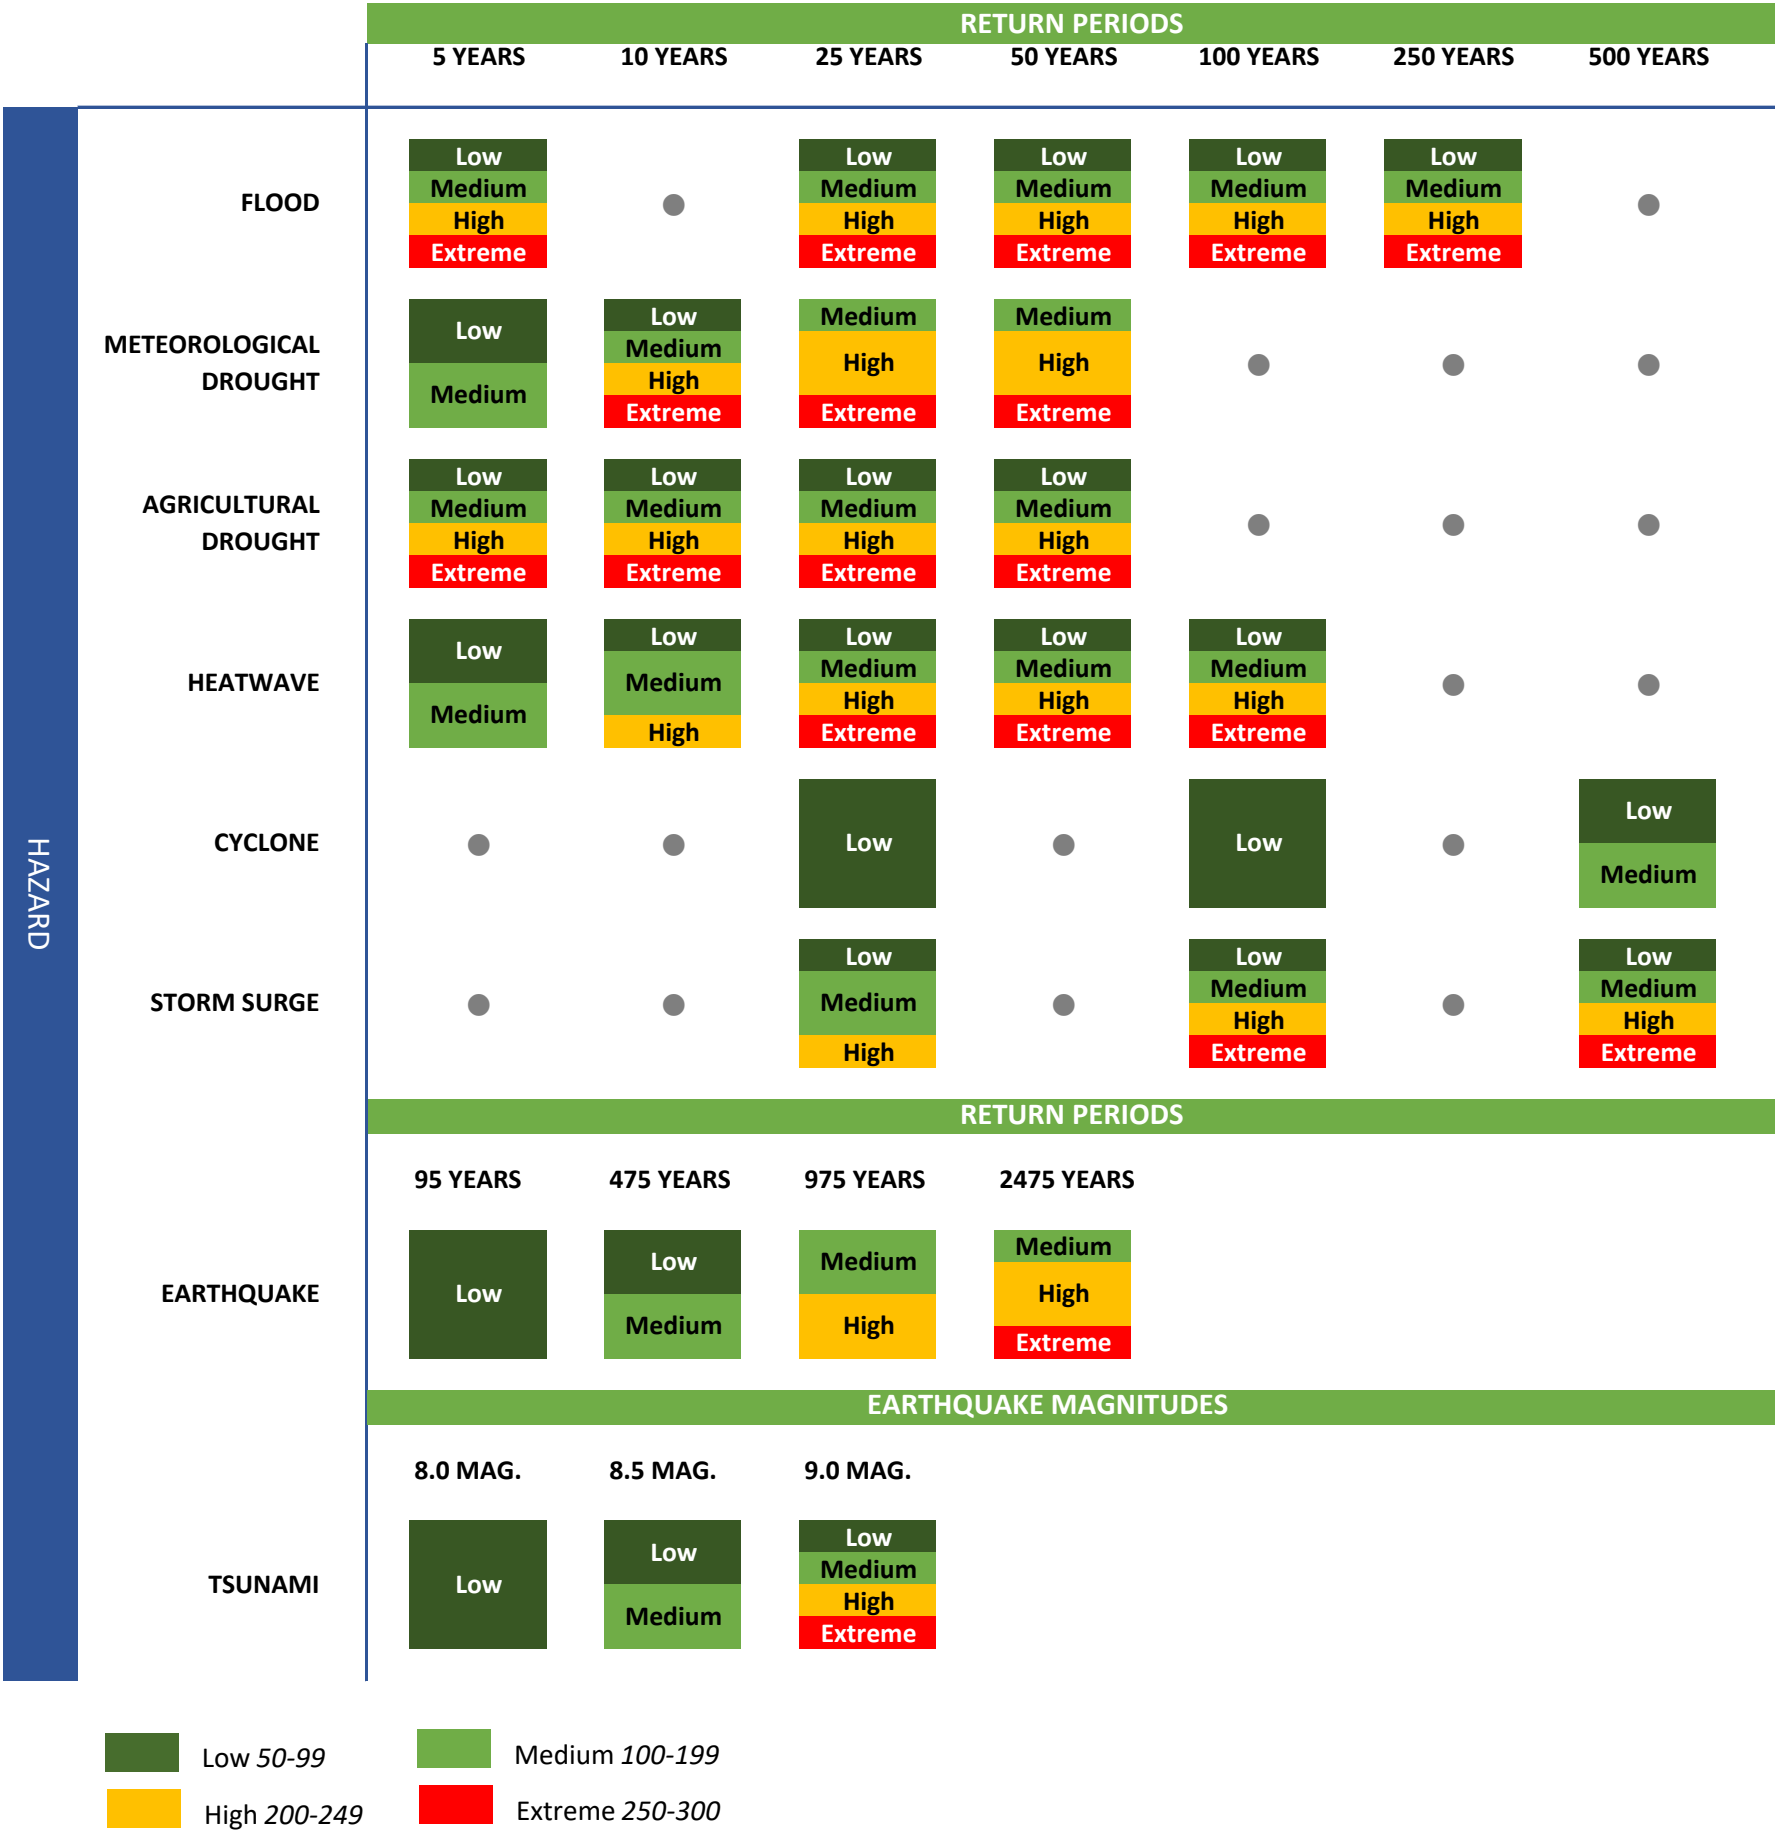 RETURN PERIODS
5 YEARS 10 YEARS 25 YEARS 50 YEARS 100 YEARS 250 YEARS 500 YEARS
HAZARD
Low Low Low Low Low
Medium Medium Medium Medium Medium
FLOOD
High High High High High
Extreme Extreme Extreme Extreme Extreme
Low Low Medium Medium
METEOROLOGICAL
DROUGHT
Medium Medium High High
High
Extreme Extreme Extreme
Low Low Low Low
AGRICULTURAL
DROUGHT
Medium Medium Medium Medium
High High High High
Extreme Extreme Extreme Extreme
Low Low Low Low Low
HEATWAVE
Medium Medium Medium Medium Medium
High High High High
Extreme Extreme Extreme
CYCLONE
Low Low Low
Medium
Low Low Low
STORM SURGE
Medium Medium Medium
High High High
Extreme Extreme
RETURN PERIODS
95 YEARS 475 YEARS 975 YEARS 2475 YEARS
EARTHQUAKE
Low Low Medium Medium
Medium High High
Extreme
EARTHQUAKE MAGNITUDES
8.0 MAG. 8.5 MAG. 9.0 MAG.
TSUNAMI
Low Low Low
Medium Medium
High
Extreme
Low 50-99 Medium 100-199
High 200-249 Extreme 250-300